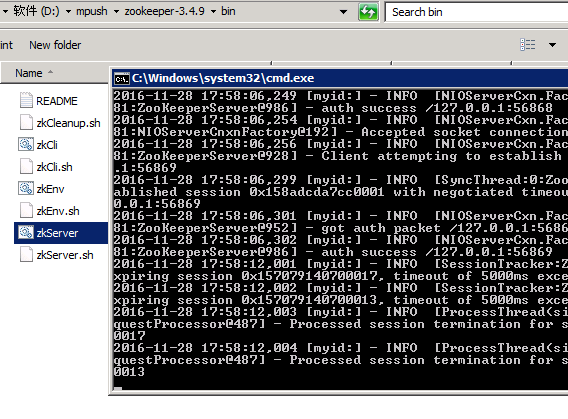 软件 (D:) ▸ mpush ▸ zookeeper-3.4.9 ▸ bin
Search bin
int New folder
Name
README
zkCleanup.sh
zkCli
zkCli.sh
zkEnv
zkEnv.sh
zkServer
zkServer.sh
C:\Windows\system32\cmd.exe
2016-11-28 17:58:06,249 [myid:] - INFO [NIOServerCxn.Fac
81:ZooKeeperServer@986] - auth success /127.0.0.1:56868
2016-11-28 17:58:06,254 [myid:] - INFO [NIOServerCxn.Fac
81:NIOServerCnxnFactory@192] - Accepted socket connection
2016-11-28 17:58:06,256 [myid:] - INFO [NIOServerCxn.Fac
81:ZooKeeperServer@928] - Client attempting to establish
.1:56869
2016-11-28 17:58:06,299 [myid:] - INFO [SyncThread:0:Zoo
ablished session 0x158adcda7cc0001 with negotiated timeou
0.0.1:56869
2016-11-28 17:58:06,301 [myid:] - INFO [NIOServerCxn.Fac
81:ZooKeeperServer@952] - got auth packet /127.0.0.1:5686
2016-11-28 17:58:06,302 [myid:] - INFO [NIOServerCxn.Fac
81:ZooKeeperServer@986] - auth success /127.0.0.1:56869
2016-11-28 17:58:12,001 [myid:] - INFO [SessionTracker:Z
xpiring session 0x157079140700017, timeout of 5000ms exce
2016-11-28 17:58:12,002 [myid:] - INFO [SessionTracker:Z
xpiring session 0x157079140700013, timeout of 5000ms exce
2016-11-28 17:58:12,003 [myid:] - INFO [ProcessThread(si
questProcessor@487] - Processed session termination for s
0017
2016-11-28 17:58:12,004 [myid:] - INFO [ProcessThread(si
questProcessor@487] - Processed session termination for s
0013